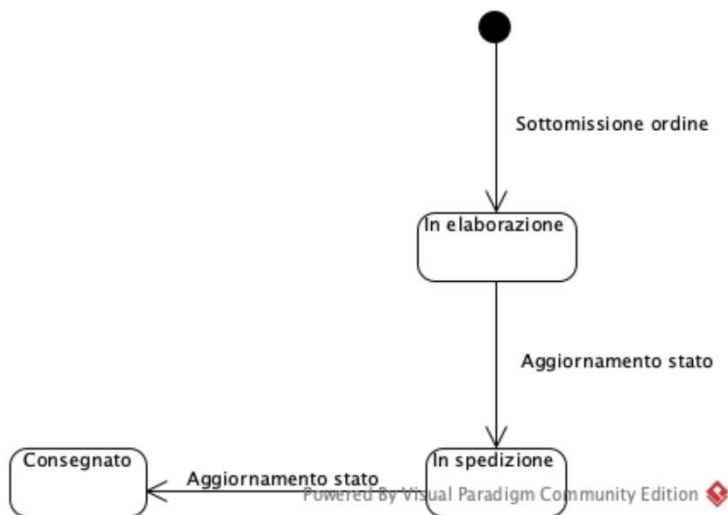 Sottomissione ordine
In elaborazione
Aggiornamento stato
Consegnato
In spedizione
Aggiornamento stato
Powered By Visual Paradigm Community Edition